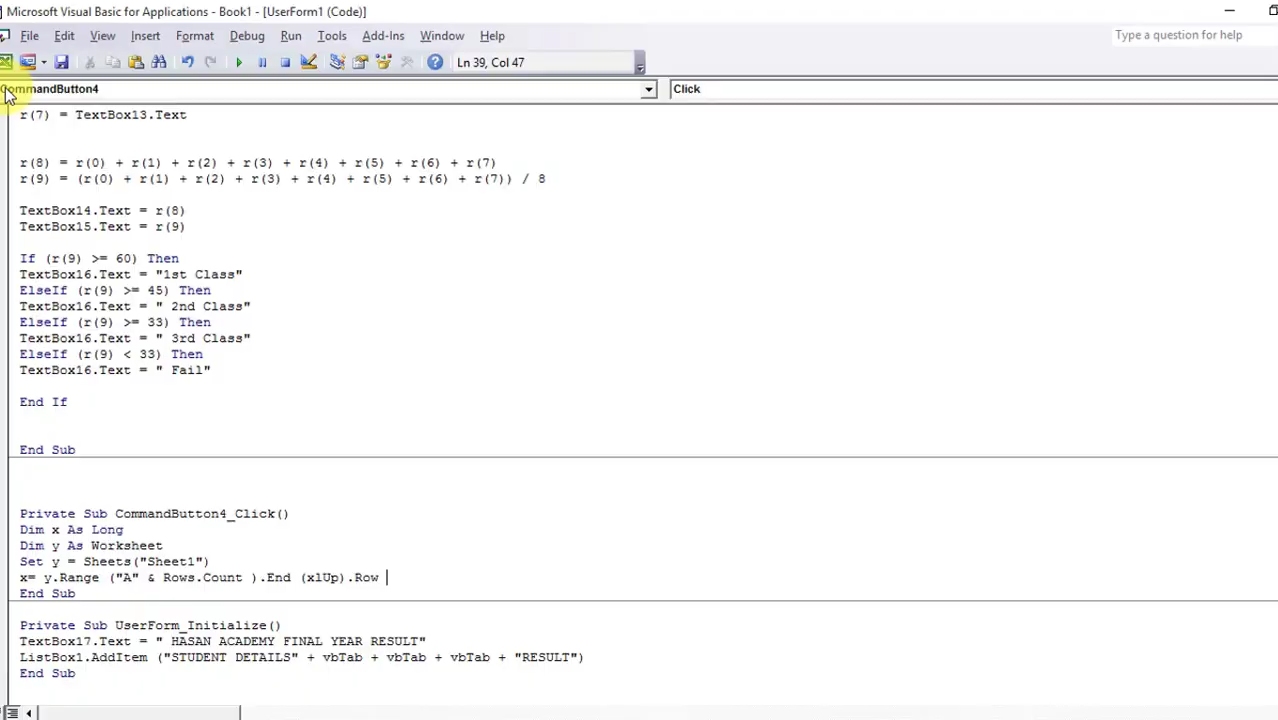 Microsoft Visual Basic for Applications - Book1 - [UserForm1 (Code)]
File Edit View Insert Format Debug Run Tools Add-Ins Window Help
Type a question for help
Ln 39, Col 47
CommandButton4
Click
r(7) = TextBox13.Text
r(8) = r(0) + r(1) + r(2) + r(3) + r(4) + r(5) + r(6) + r(7)
r(9) = (r(0) + r(1) + r(2) + r(3) + r(4) + r(5) + r(6) + r(7)) / 8
TextBox14.Text = r(8)
TextBox15.Text = r(9)
If (r(9) >= 60) Then
TextBox16.Text = "1st Class"
ElseIf (r(9) >= 45) Then
TextBox16.Text = " 2nd Class"
ElseIf (r(9) >= 33) Then
TextBox16.Text = " 3rd Class"
ElseIf (r(9) < 33) Then
TextBox16.Text = " Fail"
End If
End Sub
Private Sub CommandButton4_Click()
Dim x As Long
Dim y As Worksheet
Set y = Sheets("Sheet1")
x= y.Range ("A" & Rows.Count ).End (xlUp).Row
End Sub
Private Sub UserForm_Initialize()
TextBox17.Text = " HASAN ACADEMY FINAL YEAR RESULT"
ListBox1.AddItem ("STUDENT DETAILS" + vbTab + vbTab + vbTab + "RESULT")
End Sub